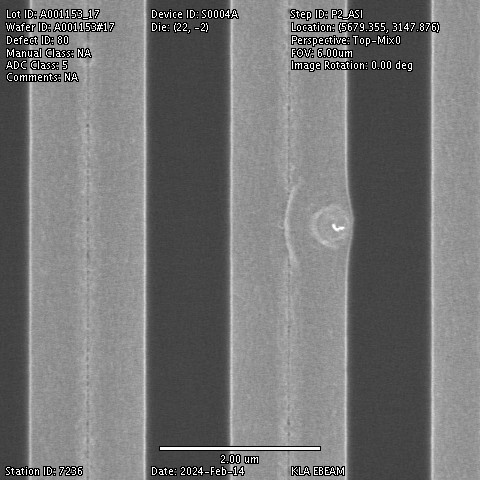 Lot ID: A001153_17
Wafer ID: A001153#17
Defect ID: 80
Manual Class: NA
ADC Class: 5
Comments: NA
Device ID: S0004A
Die: (22, -2)
Step ID: P2_ASI
Location: (5679.355, 3147.876)
Perspective: Top-Mix0
FOV: 6.00um
Image Rotation: 0.00 deg
2.00 um
Station ID: 7236
Date: 2024-Feb-14
KLA EBEAM